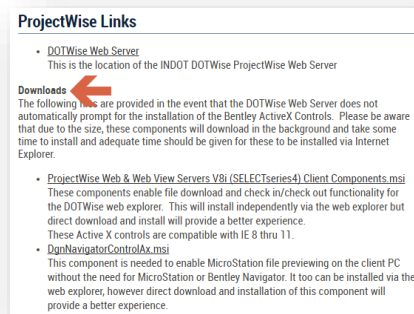 ProjectWise Links
• DOTWise Web Server
This is the location of the INDOT DOTWise ProjectWise Web Server
Downloads
The following files are provided in the event that the DOTWise Web Server does not
automatically prompt for the installation of the Bentley ActiveX Controls. Please be aware
that due to the size, these components will download in the background and take some
time to install and adequate time should be given for these to be installed via Internet
Explorer.
• ProjectWise Web & Web View Servers V8i (SELECTseries4) Client Components.msi
These components enable file download and check in/check out functionality for
the DOTWise web explorer. This will install independently via the web explorer but
direct download and install will provide a better experience.
These Active X controls are compatible with IE 8 thru 11.
• DgnNavigatorControlAx.msi
This component is needed to enable MicroStation file previewing on the client PC
without the need for MicroStation or Bentley Navigator. It too can be installed via the
web explorer, however direct download and installation of this component will
provide a better experience.